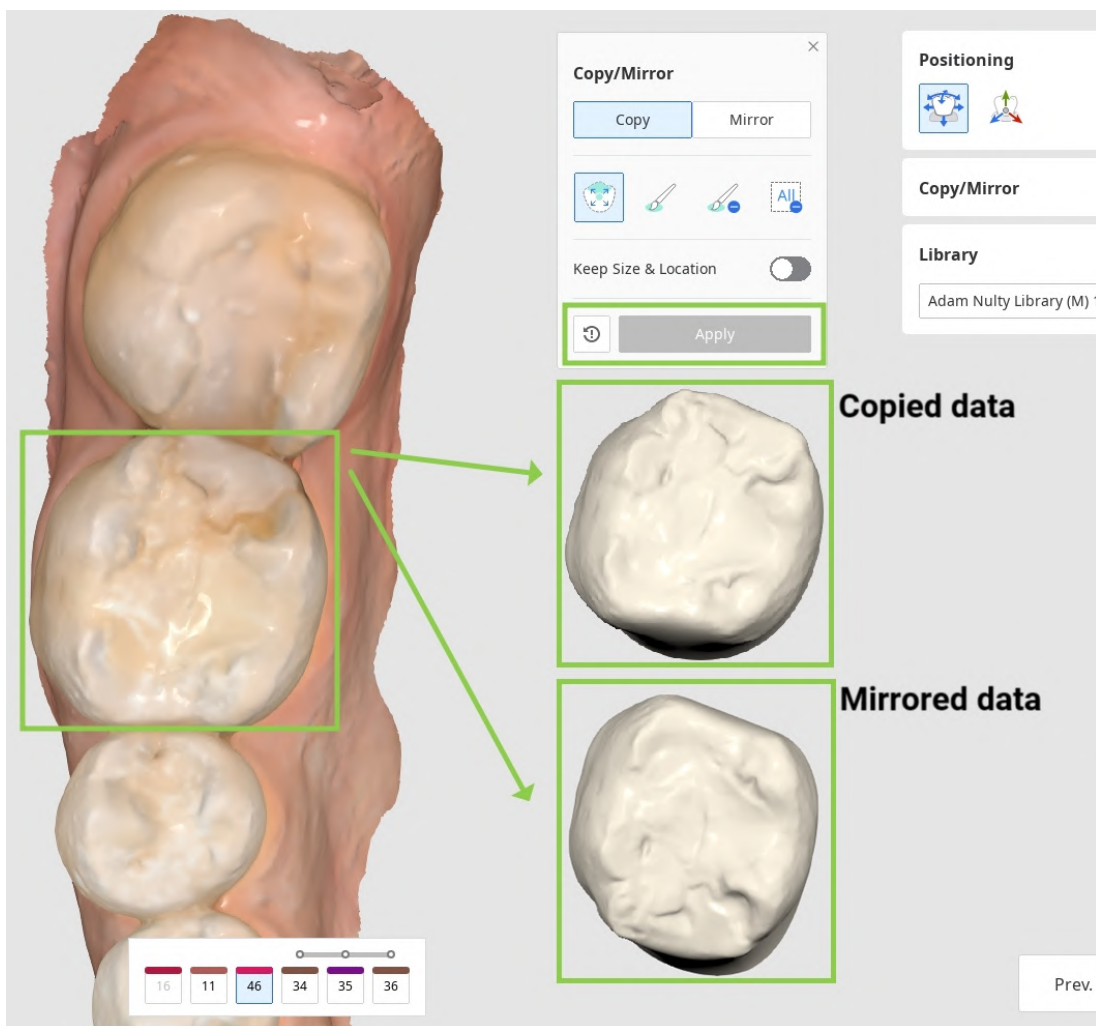 Copy/Mirror
Copy
Mirror
All
Keep Size & Location
Apply
Positioning
Copy/Mirror
Library
Adam Nulty Library (M)
Copied data
Mirrored data
16
11
46
34
35
36
Prev.